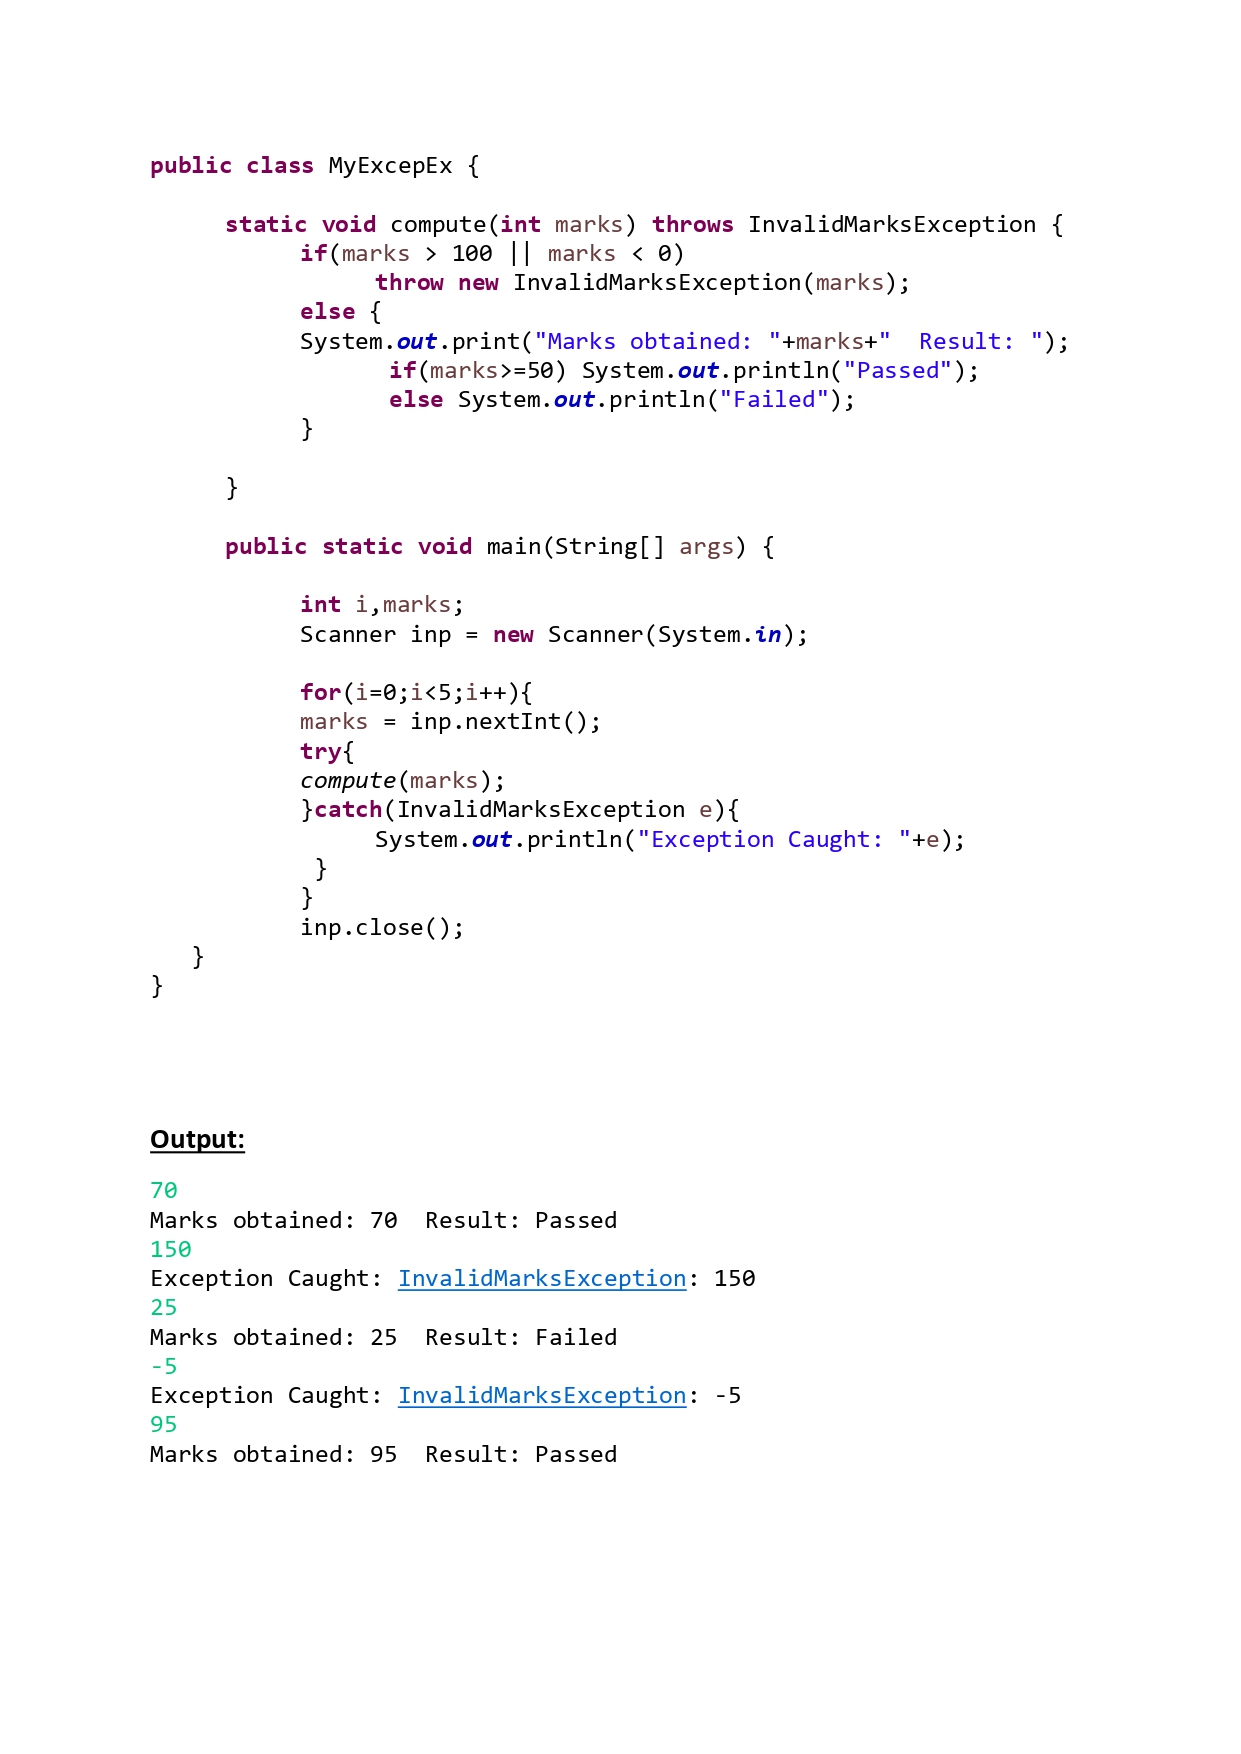 public class MyExcepEx {
static void compute(int marks) throws InvalidMarksException {
if(marks > 100 || marks < 0)
throw new InvalidMarksException(marks);
else {
System.out.print("Marks obtained: "+marks+"  Result: ");
if(marks>=50) System.out.println("Passed");
else System.out.println("Failed");
}
}
public static void main(String[] args) {
int i,marks;
Scanner inp = new Scanner(System.in);
for(i=0;i<5;i++){
marks = inp.nextInt();
try{
compute(marks);
}catch(InvalidMarksException e){
System.out.println("Exception Caught: "+e);
}
}
inp.close();
}
}
Output:
70
Marks obtained: 70  Result: Passed
150
Exception Caught: InvalidMarksException: 150
25
Marks obtained: 25  Result: Failed
-5
Exception Caught: InvalidMarksException: -5
95
Marks obtained: 95  Result: Passed